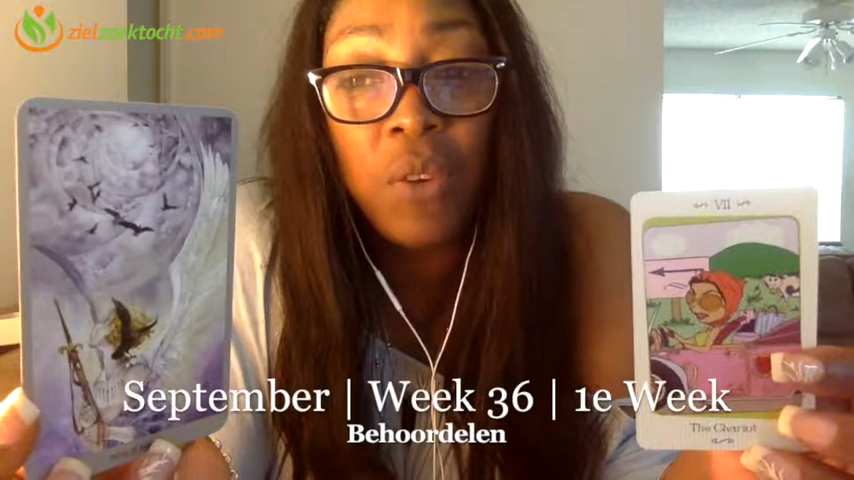 zielzoektocht.com
VII
September | Week 36 | 1e Week
Behoordelen
The Chariot